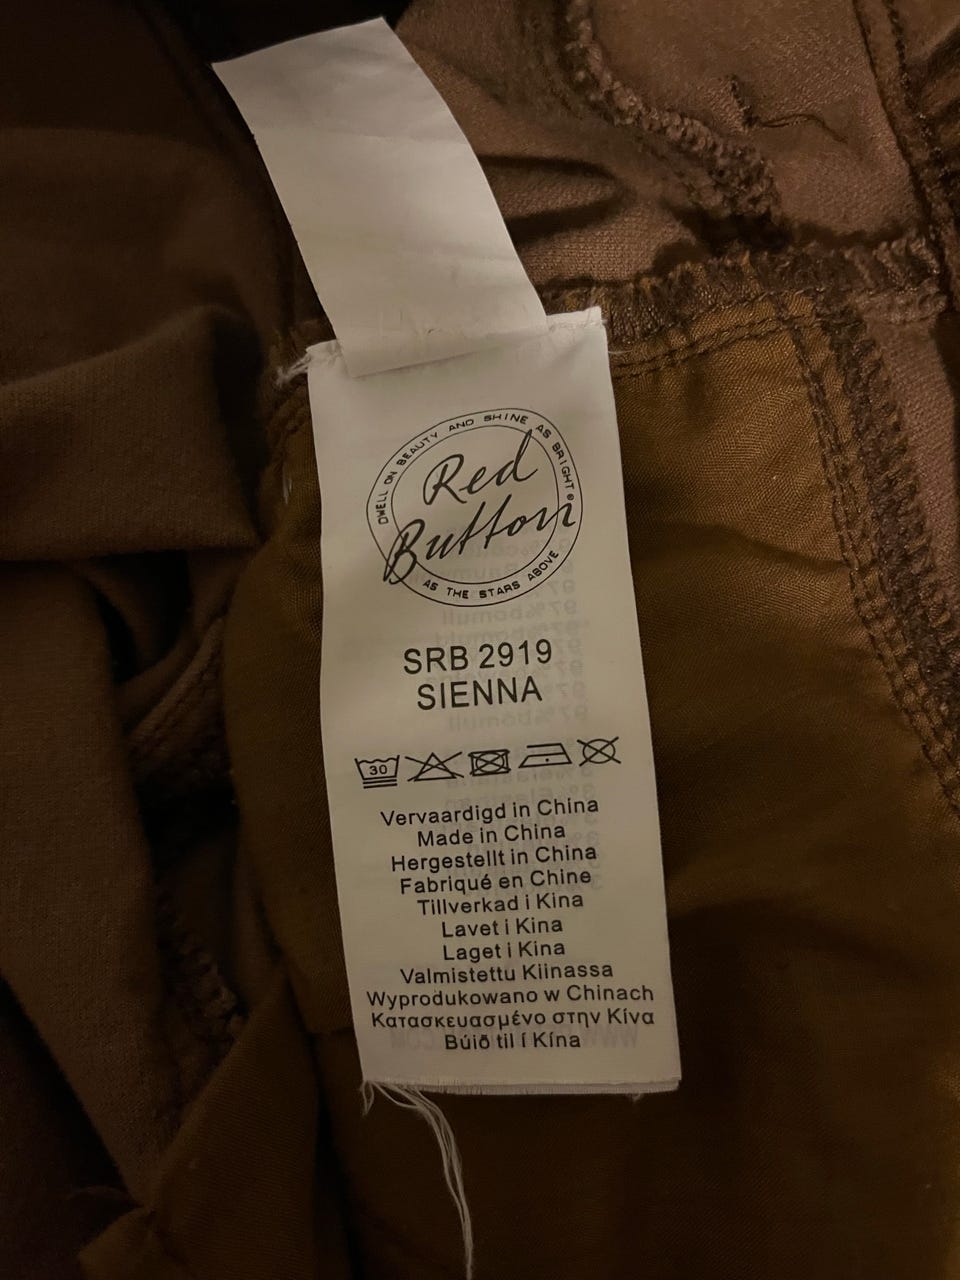 DWELL ON BEAUTY AND SHINE AS BRIGHT
Red
Button®
AS THE STARS ABOVE
SRB 2919
SIENNA
30
Vervaardigd in China
Made in China
Hergestellt in China
Fabriqué en Chine
Tillverkad i Kina
Lavet i Kina
Laget i Kina
Valmistettu Kiinassa
Wyprodukowano w Chinach
Κατασκευασμένο στην Κίνα
Búið til í Kína